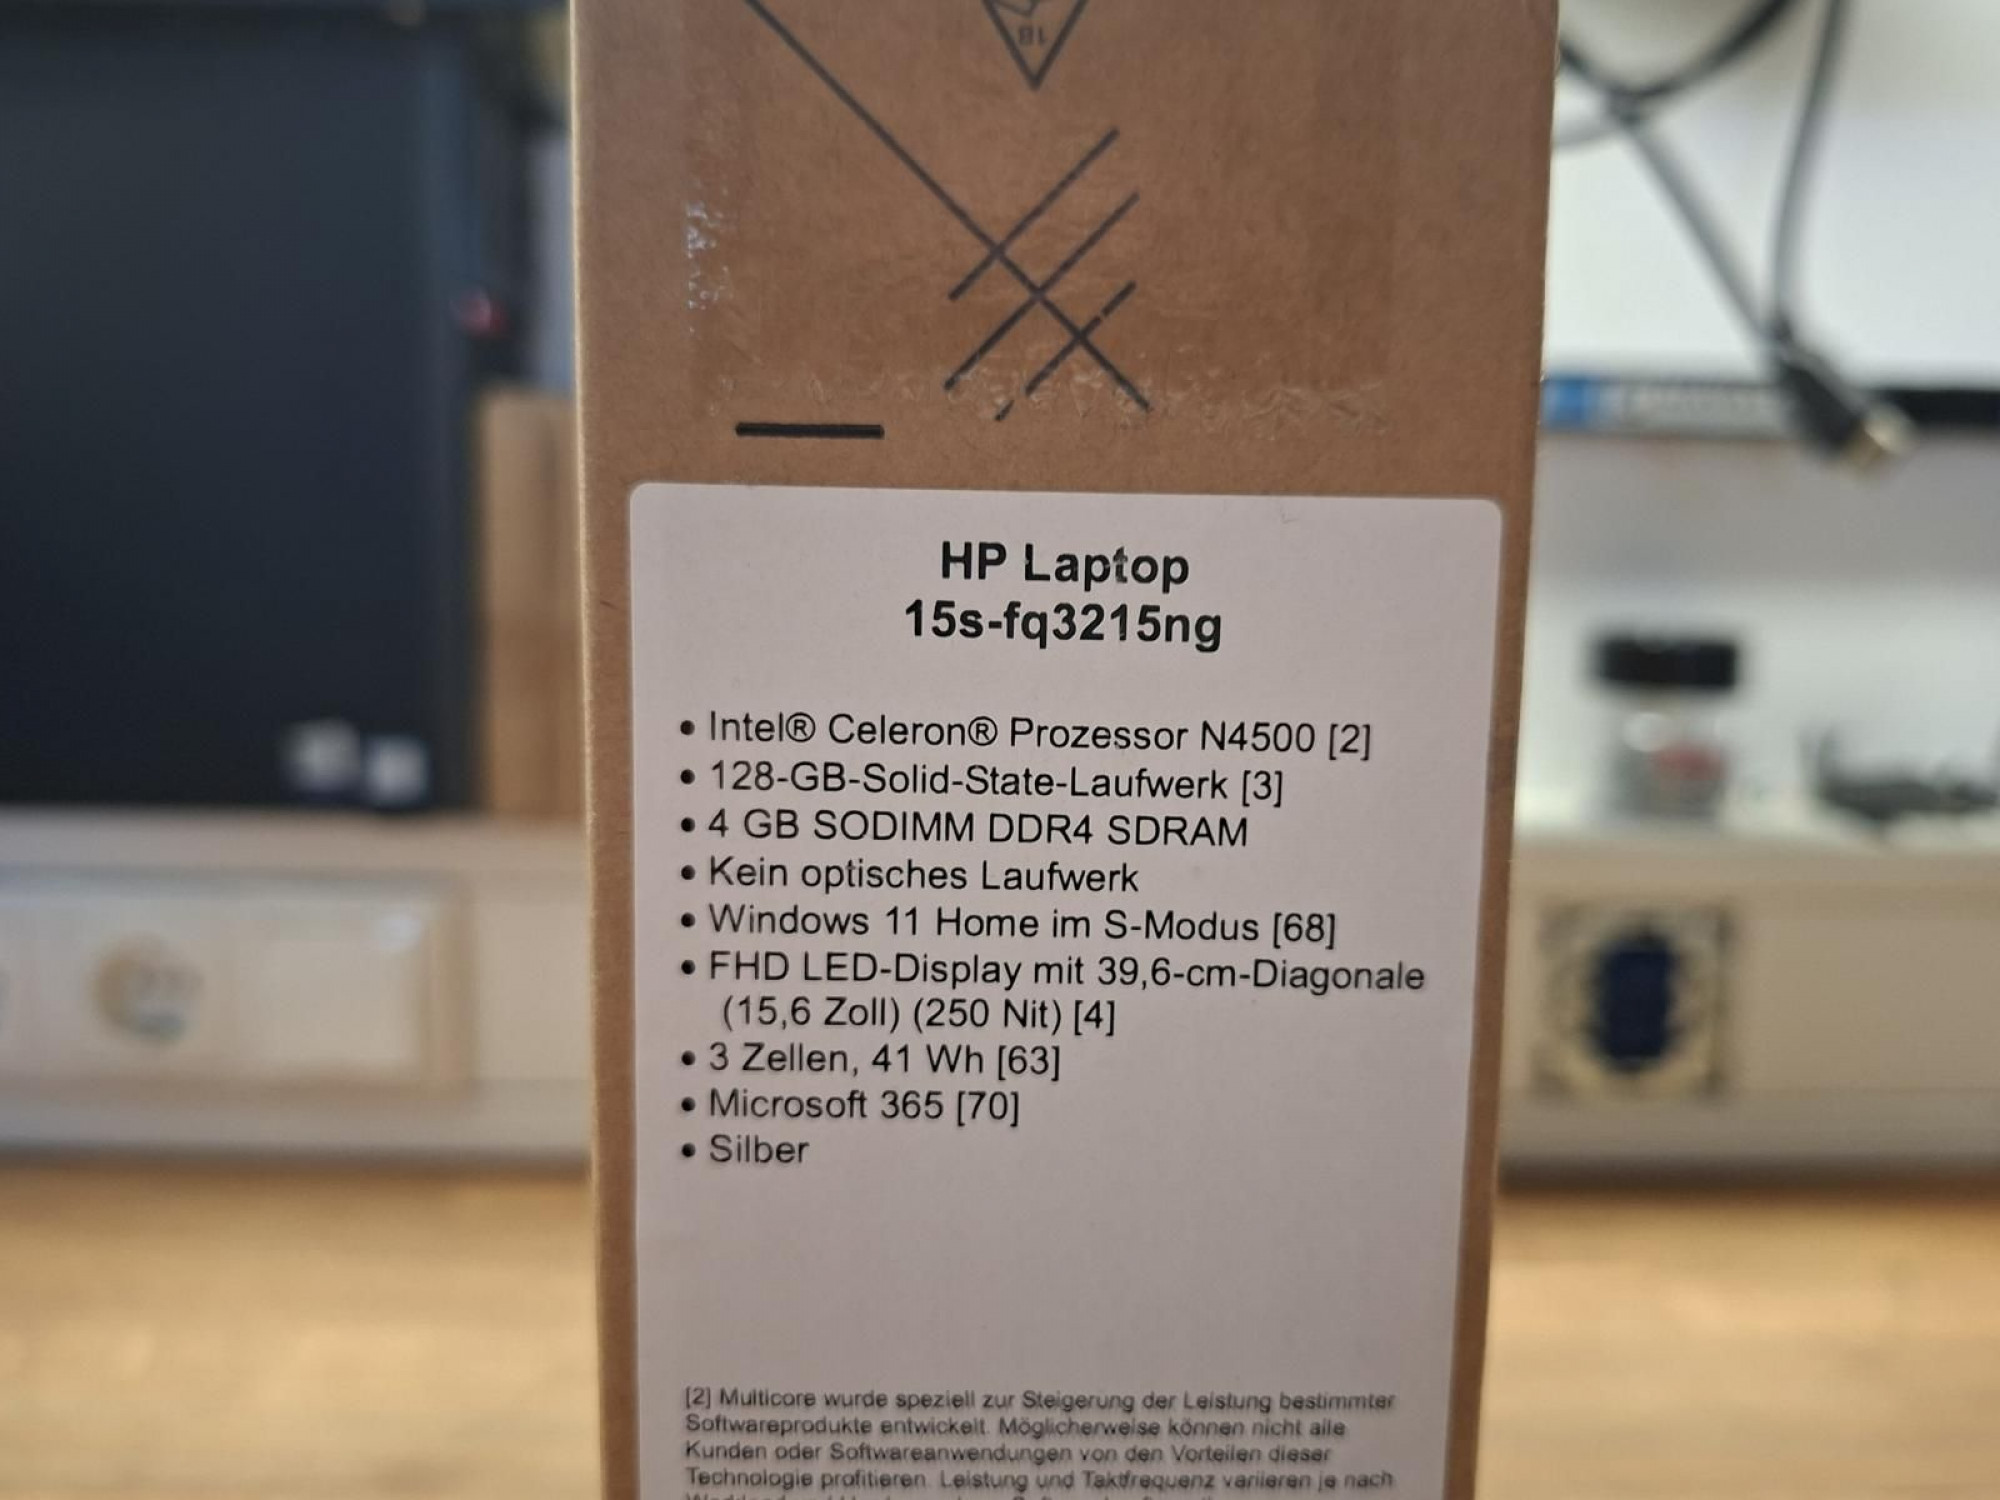 18
HP Laptop
15s-fq3215ng
• Intel® Celeron® Prozessor N4500 [2]
• 128-GB-Solid-State-Laufwerk [3]
• 4 GB SODIMM DDR4 SDRAM
• Kein optisches Laufwerk
• Windows 11 Home im S-Modus [68]
• FHD LED-Display mit 39,6-cm-Diagonale
(15,6 Zoll) (250 Nit) [4]
• 3 Zellen, 41 Wh [63]
• Microsoft 365 [70]
• Silber
[2] Multicore wurde speziell zur Steigerung der Leistung bestimmter
Softwareprodukte entwickelt. Möglicherweise können nicht alle
Kunden oder Softwareanwendungen von den Vorteilen dieser
Technologie profitieren. Leistung und Taktfrequenz variieren je nach